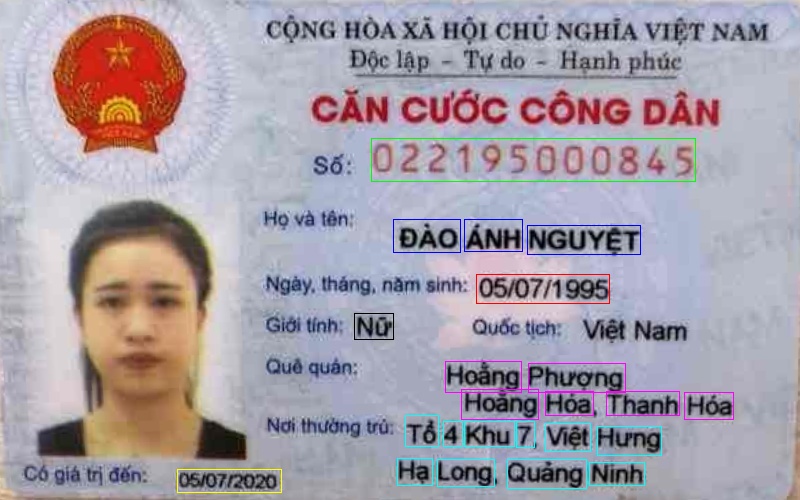 CỘNG HÒA XÃ HỘI CHỦ NGHĨA VIỆT NAM
Độc lập - Tự do - Hạnh phúc
CĂN CƯỚC CÔNG DÂN
Số: 022195000845
Họ và tên:
ĐÀO ÁNH NGUYỆT
Ngày, tháng, năm sinh: 05/07/1995
Giới tính: Nữ Quốc tịch: Việt Nam
Quê quán: Hoằng Phượng
Hoằng Hóa, Thanh Hóa
Nơi thường trú: Tổ 4 Khu 7, Việt Hưng
Hạ Long, Quảng Ninh
Có giá trị đến: 05/07/2020